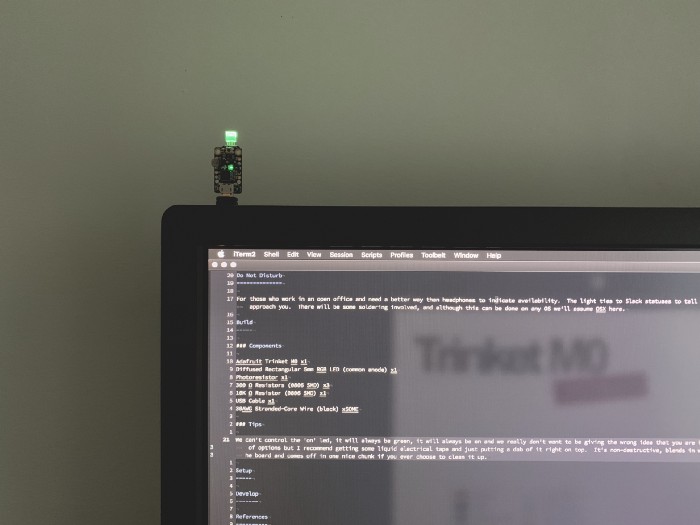 iTerm2 Shell Edit View Session Scripts Profiles Toolbelt Window Help
20 Do Not Disturb
19 --------------
18
17 For those who work in an open office and need a better way than headphones to indicate availability. The light ties to Slack statuses to tell
approach you. There will be some soldering involved, and although this can be done on any OS we'll assume OSX here.
16
15 Build
14 -----
13
12 ### Components
11
10 Adafruit Trinket M0 x1
9 Diffused Rectangular 5mm RGB LED (common anode) x1
8 Photoresistor x1
7 300 Ω Resistors (0805 SMD) x3
6 10K Ω Resistor (0805 SMD) x1
5 USB Cable x1
4 30AWG Stranded-Core Wire (black) xSOME
3
2 ### Tips
1
21 We can't control the 'on' led, it will always be green, it will always be on and we really don't want to be giving the wrong idea that you are
of options but I recommend getting some liquid electrical tape and just putting a dab of it right on top. It's non-destructive, blends in
he board and comes off in one nice chunk if you ever choose to clean it up.
1
2 Setup
3 -----
4
5
6 Develop
7 -------
8
9 References
Trinket M0